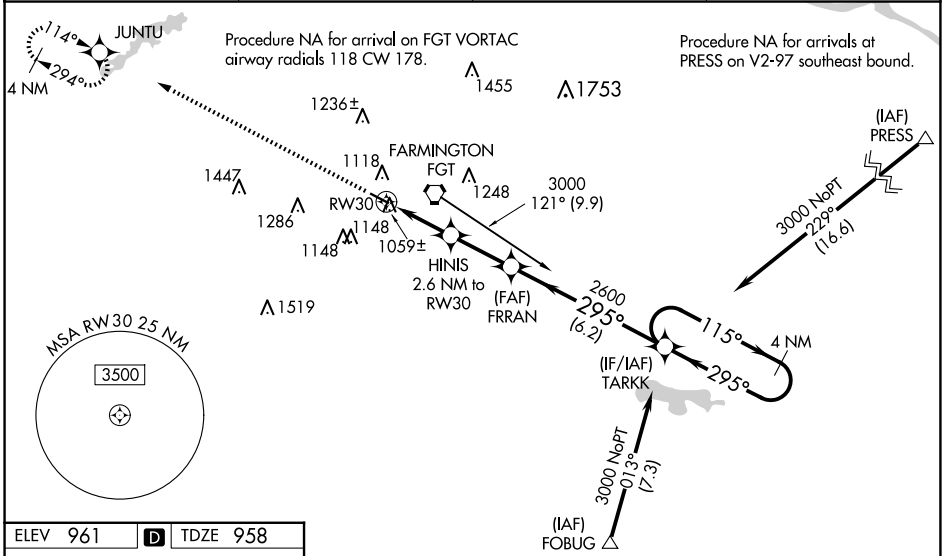 114°
JUNTU
294°
4 NM
Procedure NA for arrival on FGT VORTAC
airway radials 118 CW 178.
Procedure NA for arrivals at
PRESS on V2-97 southeast bound.
1455
1753
1236±
(IAF)
PRESS
FARMINGTON
FGT
1118
1447
1248
3000
121° (9.9)
RW30
1286
1148
1148
1059±
3000 NoPT
229°
(16.6)
HINIS
2.6 NM to
RW30
(FAF)
FRRAN
2600
295°
(6.2)
1519
115°
4 NM
295°
(IF/IAF)
TARKK
MSA RW30 25 NM
3500
3000 NoPT
013°
(7.3)
(IAF)
FOBUG
ELEV 961 D TDZE 958